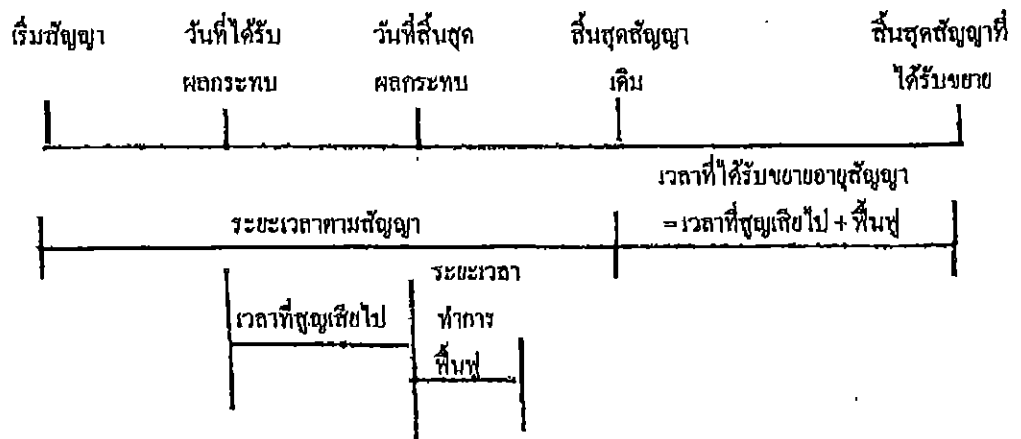 เริ่มสัญญา วันที่ได้รับ วันที่สิ้นสุด สิ้นสุดสัญญา สิ้นสุดสัญญาที่
ผลกระทบ ผลกระทบ เดิม ได้รับขยาย
เวลาที่ได้รับขยายอายุสัญญา
ระยะเวลาตามสัญญา =เวลาที่สูญเสียไป + ฟื้นฟู
ระยะเวลา
เวลาที่สูญเสียไป ทำการ
ฟื้นฟู